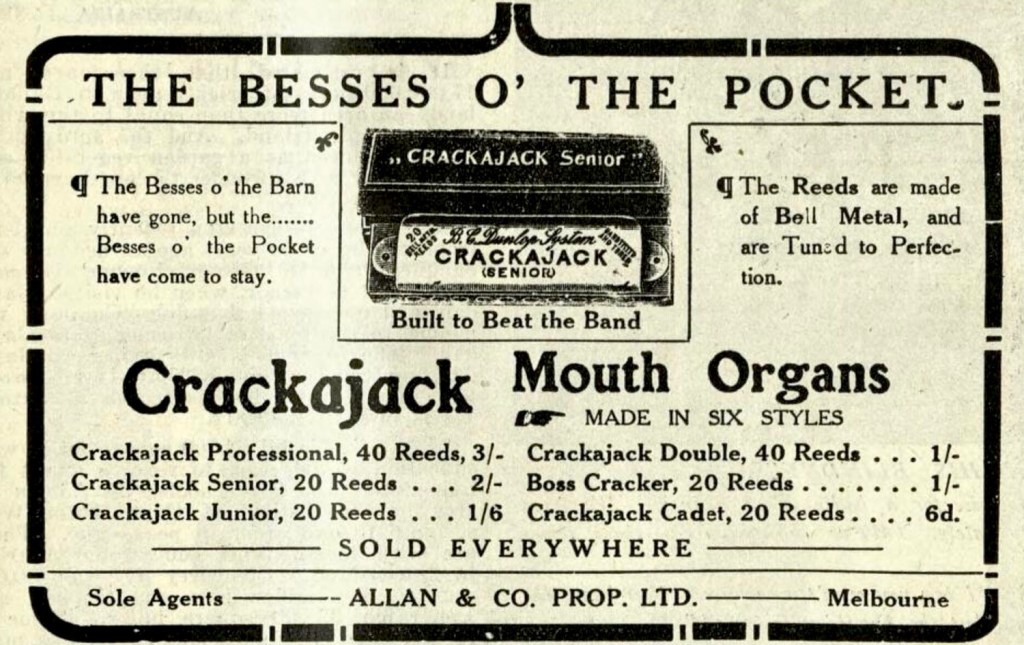 THE BESSES O' THE POCKET.
¶ The Besses o' the Barn
have gone, but the.......
Besses o' the Pocket
have come to stay.
„ CRACKAJACK Senior "
20
B. C. Dunlop System
CRACKAJACK
(SENIOR)
Built to Beat the Band
¶ The Reeds are made
of Bell Metal, and
are Tuned to Perfec-
tion.
Crackajack Mouth Organs
☛ MADE IN SIX STYLES
Crackajack Professional, 40 Reeds, 3/-
Crackajack Senior, 20 Reeds . . . 2/-
Crackajack Junior, 20 Reeds . . . 1/6
Crackajack Double, 40 Reeds . . . 1/-
Boss Cracker, 20 Reeds . . . . . . . 1/-
Crackajack Cadet, 20 Reeds . . . . 6d.
SOLD EVERYWHERE
Sole Agents ——— ALLAN & CO. PROP. LTD. ——— Melbourne